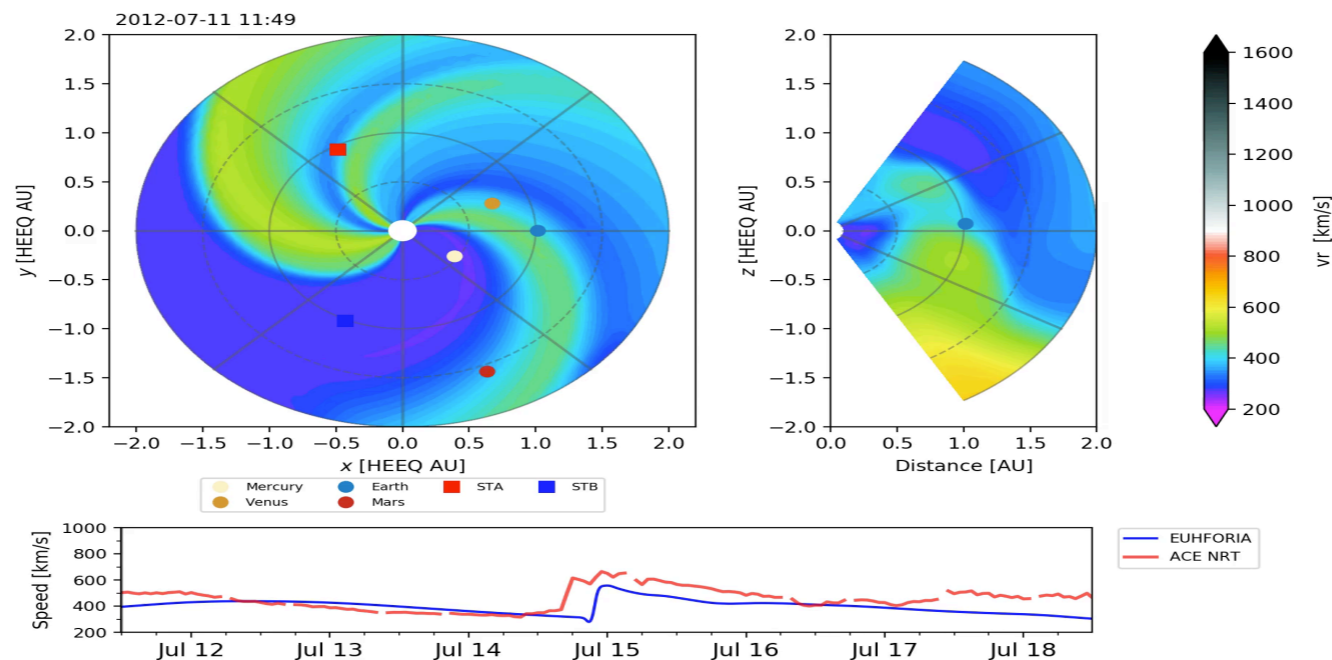 2012-07-11 11:49
2.0
1.5
1.0
0.5
0.0
−0.5
−1.0
−1.5
−2.0
y [HEEQ AU]
−2.0 −1.5 −1.0 −0.5 0.0 0.5 1.0 1.5 2.0
x [HEEQ AU]
2.0
1.5
1.0
0.5
0.0
−0.5
−1.0
−1.5
2.0
z [HEEQ AU]
0.0 0.5 1.0 1.5 2.0
Distance [AU]
1600
1400
1200
1000
800
600
400
200
vr [km/s]
Mercury Earth STA STB
Venus Mars
1000
800
600
400
200
Speed [km/s]
Jul 12 Jul 13 Jul 14 Jul 15 Jul 16 Jul 17 Jul 18
EUHFORIA
ACE NRT